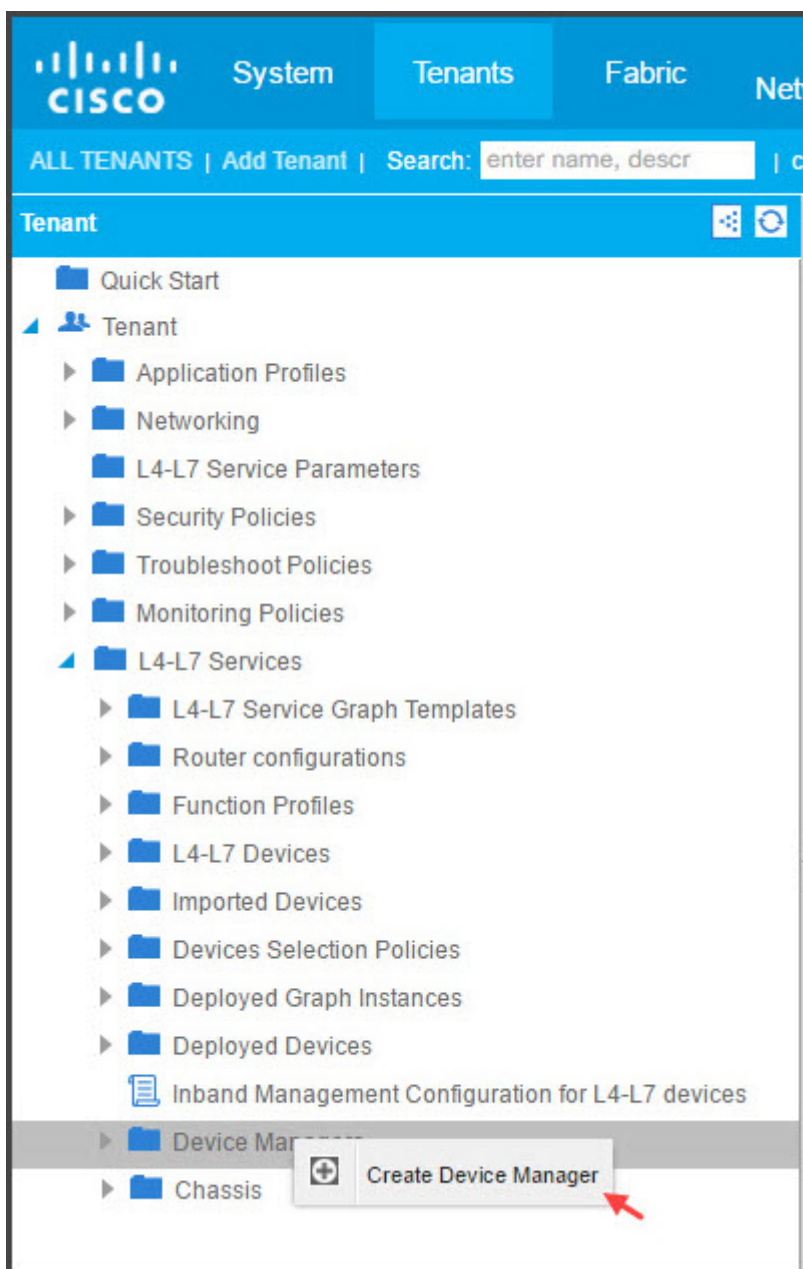 CISCO
System Tenants Fabric
ALL TENANTS | Add Tenant | Search: enter name, descr |
Tenant
Quick Start
Tenant
Application Profiles
Networking
L4-L7 Service Parameters
Security Policies
Troubleshoot Policies
Monitoring Policies
L4-L7 Services
L4-L7 Service Graph Templates
Router configurations
Function Profiles
L4-L7 Devices
Imported Devices
Devices Selection Policies
Deployed Graph Instances
Deployed Devices
Inband Management Configuration for L4-L7 devices
Device
Create Device Manager
Chassis